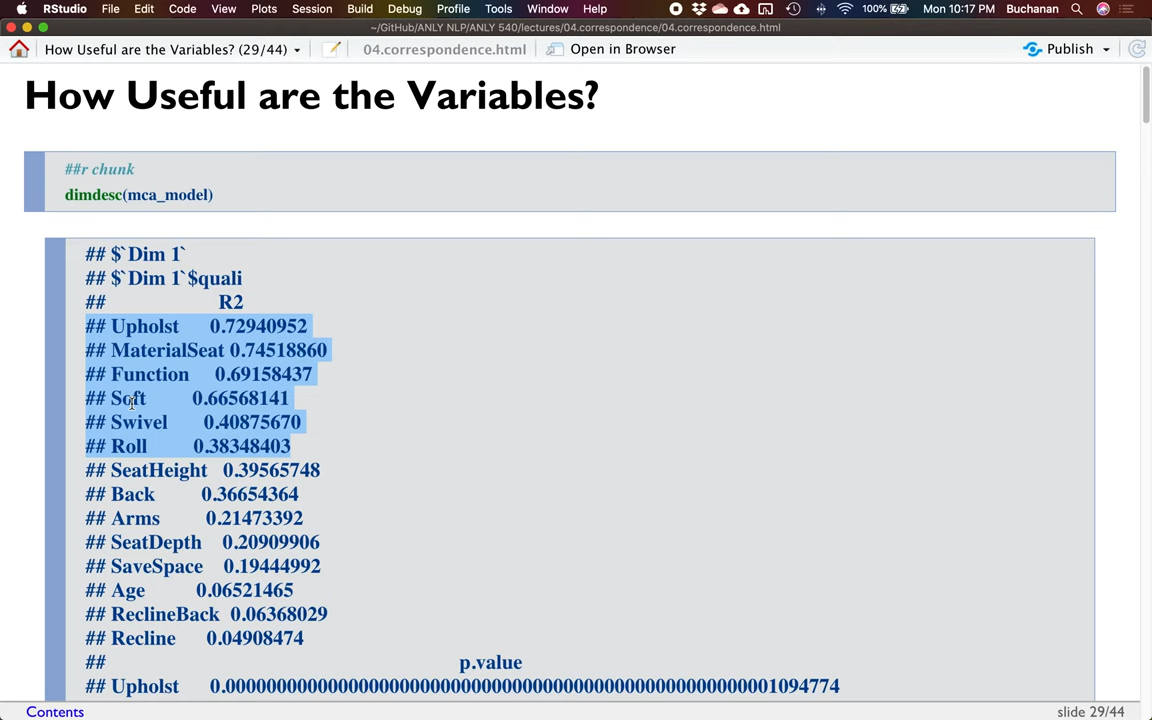 RStudio File Edit Code View Plots Session Build Debug Profile Tools Window Help 100% Mon 10:17 PM Buchanan
~/GitHub/ANLY NLP/ANLY 540/lectures/04.correspondence/04.correspondence.html
How Useful are the Variables? (29/44) 04.correspondence.html Open in Browser Publish
How Useful are the Variables?
##r chunk
dimdesc(mca_model)
## $`Dim 1`
## $`Dim 1`$quali
## R2
## Upholst 0.72940952
## MaterialSeat 0.74518860
## Function 0.69158437
## Soft 0.66568141
## Swivel 0.40875670
## Roll 0.38348403
## SeatHeight 0.39565748
## Back 0.36654364
## Arms 0.21473392
## SeatDepth 0.20909906
## SaveSpace 0.19444992
## Age 0.06521465
## ReclineBack 0.06368029
## Recline 0.04908474
## p.value
Contents slide 29/44